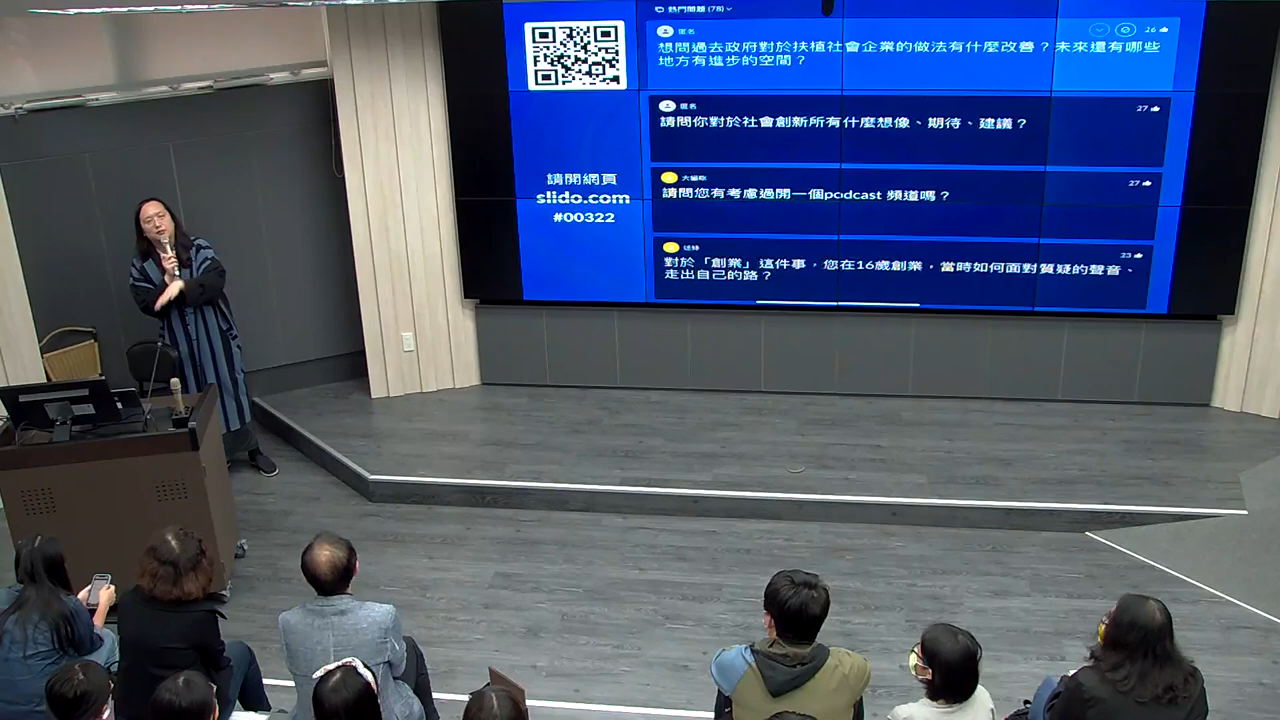 熱門問題 (78)
匿名
26
想問過去政府對於扶植社會企業的做法有什麼改善？未來還有哪些
地方有進步的空間？
匿名
27
請問你對於社會創新所有什麼想像、期待、建議？
大貓咪
27
請問您有考慮過開一個podcast 頻道嗎？
23
對於「創業」這件事，您在16歲創業，當時如何面對質疑的聲音、
走出自己的路？
請開網頁
slido.com
#00322